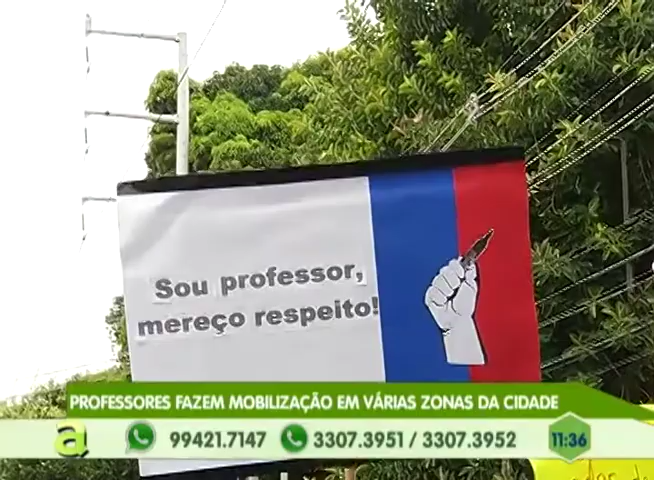 Sou professor,
mereço respeito!
PROFESSORES FAZEM MOBILIZAÇÃO EM VÁRIAS ZONAS DA CIDADE
a 99421.7147 3307.3951 / 3307.3952 11:36